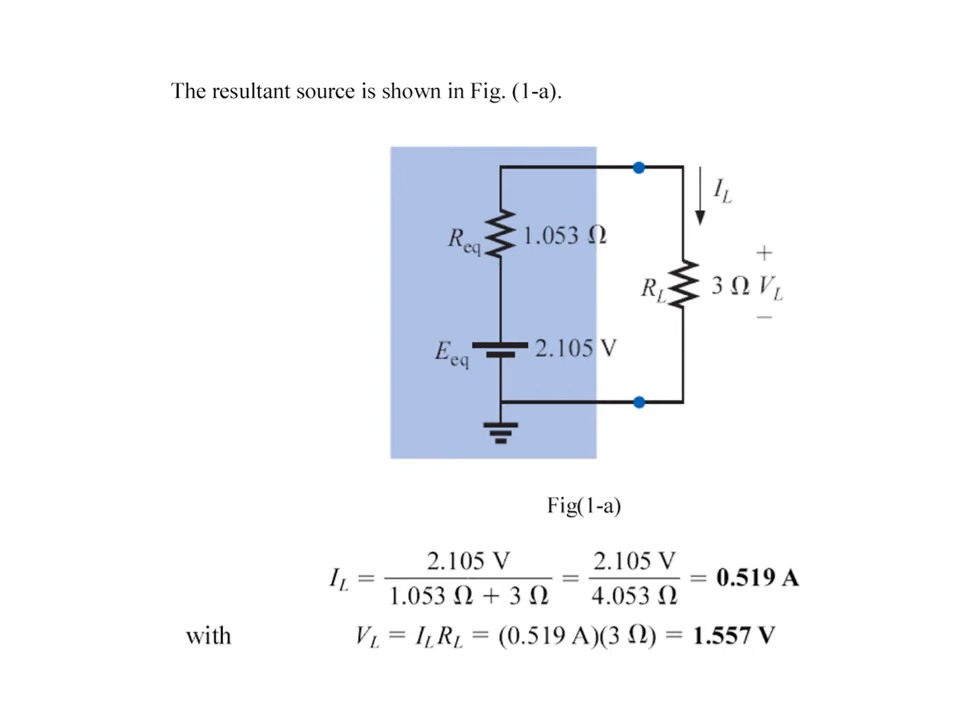 The resultant source is shown in Fig. (1-a).
I_L
R_eq 1.053 Ω
+
R_L 3 Ω V_L
−
E_eq 2.105 V
Fig(1-a)
I_L = 2.105 V / 1.053 Ω + 3 Ω = 2.105 V / 4.053 Ω = 0.519 A
with V_L = I_L R_L = (0.519 A)(3 Ω) = 1.557 V